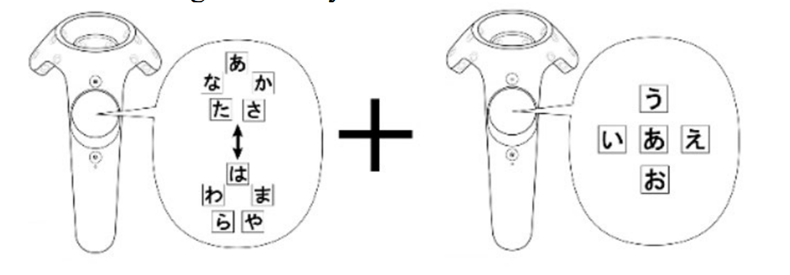 あ
な か
た さ
は
わ ま
ら や
う
い あ え
お